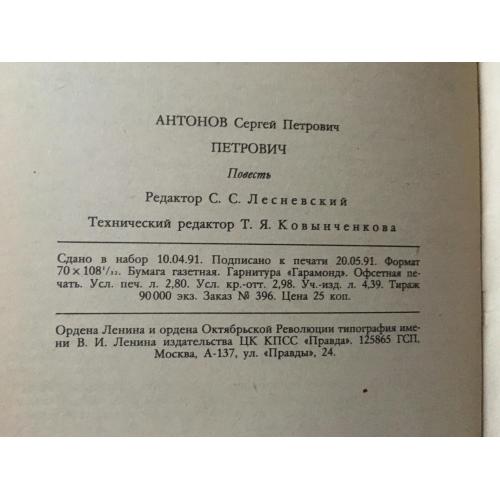 АНТОНОВ Сергей Петрович
ПЕТРОВИЧ
Повесть
Редактор С. С. Лесневский
Технический редактор Т. Я. Ковынченкова
Сдано в набор 10.04.91. Подписано к печати 20.05.91. Формат
70×108¹/₃₂. Бумага газетная. Гарнитура «Гарамонд». Офсетная пе-
чать. Усл. печ. л. 2,80. Усл. кр.-отт. 2,98. Уч.-изд. л. 4,39. Тираж
90 000 экз. Заказ № 396. Цена 25 коп.
Ордена Ленина и ордена Октябрьской Революции типография име-
ни В. И. Ленина издательства ЦК КПСС «Правда». 125865 ГСП.
Москва, А-137, ул. «Правды», 24.